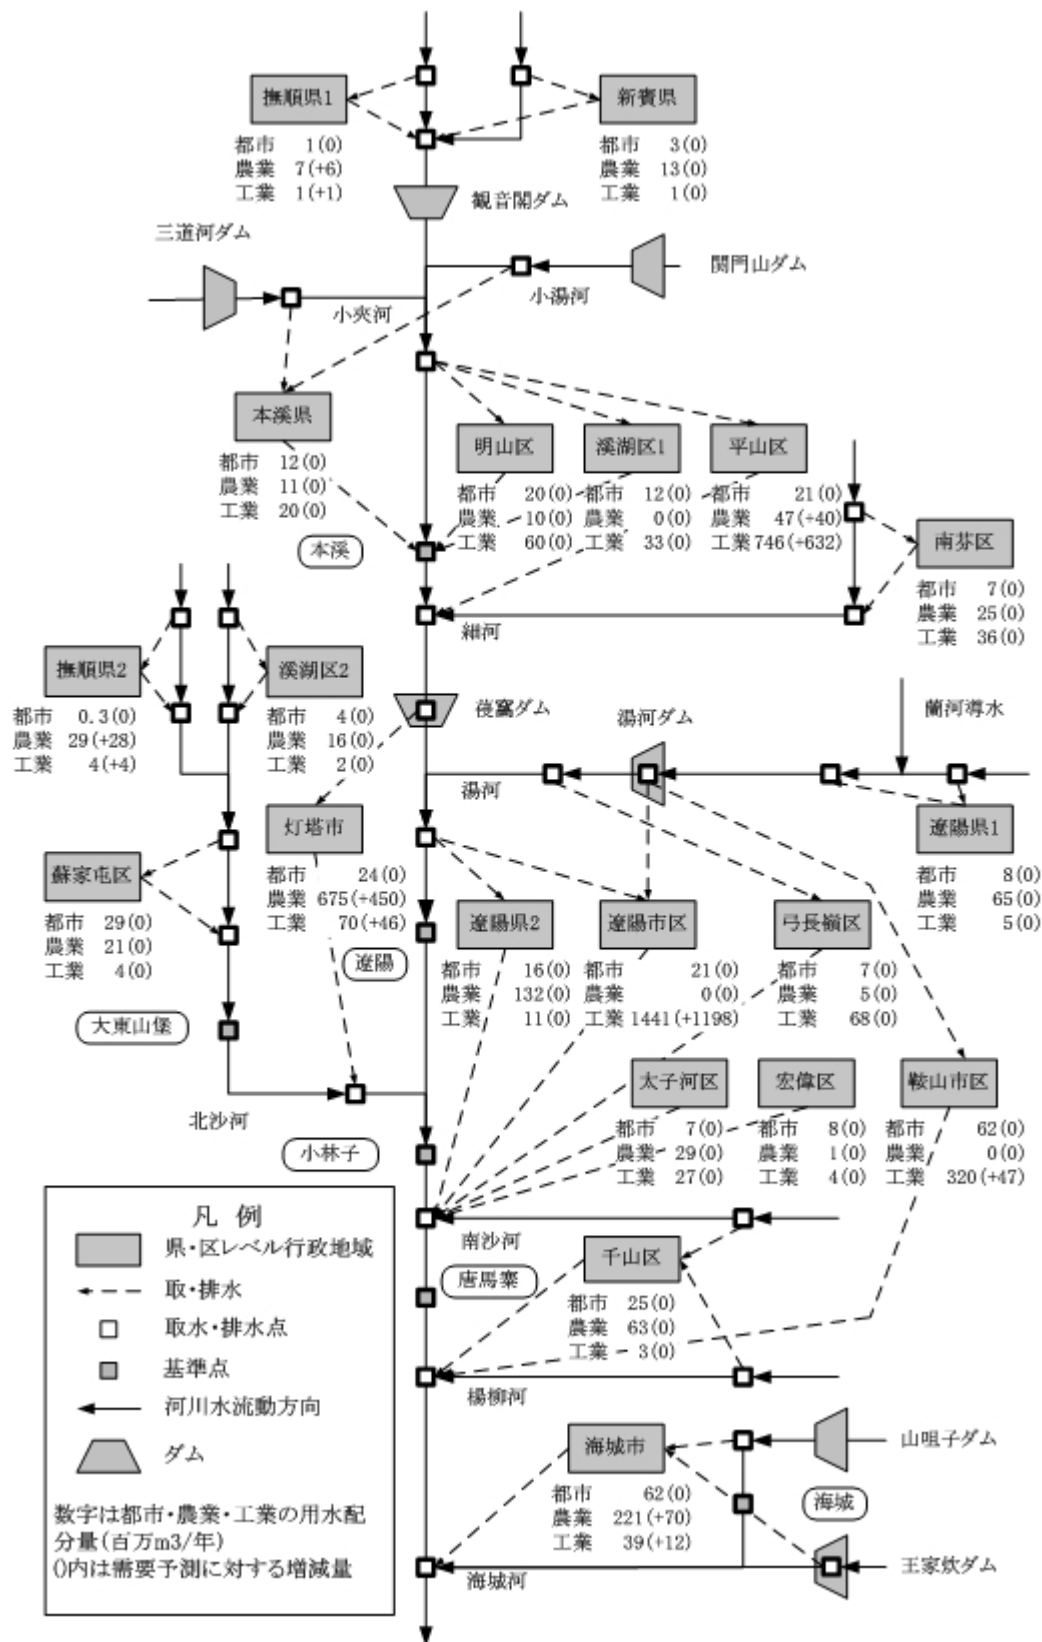 撫順県1
新賓県
都市 1(0)
農業 7(+6)
工業 1(+1)
都市 3(0)
農業 13(0)
工業 1(0)
観音閣ダム
三道河ダム
関門山ダム
小湯河
小夾河
本溪県
都市 12(0)
農業 11(0)
工業 20(0)
明山区
溪湖区1
平山区
都市 20(0)
農業 10(0)
工業 60(0)
都市 12(0)
農業 0(0)
工業 33(0)
都市 21(0)
農業 47(+40)
工業 746(+632)
南芬区
都市 7(0)
農業 25(0)
工業 36(0)
本溪
細河
撫順県2
溪湖区2
都市 0.3(0)
農業 29(+28)
工業 4(+4)
都市 4(0)
農業 16(0)
工業 2(0)
葠窩ダム
湯河ダム
蘭河導水
湯河
灯塔市
遼陽県1
都市 24(0)
農業 675(+450)
工業 70(+46)
都市 8(0)
農業 65(0)
工業 5(0)
蘇家屯区
都市 29(0)
農業 21(0)
工業 4(0)
遼陽
遼陽県2
遼陽市区
弓長嶺区
都市 16(0)
農業 132(0)
工業 11(0)
都市 21(0)
農業 0(0)
工業 1441(+1198)
都市 7(0)
農業 5(0)
工業 68(0)
大東山堡
太子河区
宏偉区
鞍山市区
都市 7(0)
農業 29(0)
工業 27(0)
都市 8(0)
農業 1(0)
工業 4(0)
都市 62(0)
農業 0(0)
工業 320(+47)
北沙河
小林子
南沙河
唐馬寨
千山区
都市 25(0)
農業 63(0)
工業 3(0)
楊柳河
海城市
都市 62(0)
農業 221(+70)
工業 39(+12)
山咀子ダム
海城
王家炊ダム
海城河
凡 例
県・区レベル行政地域
取・排水
取水・排水点
基準点
河川水流動方向
ダム
数字は都市・農業・工業の用水配
分量(百万m3/年)
()内は需要予測に対する増減量